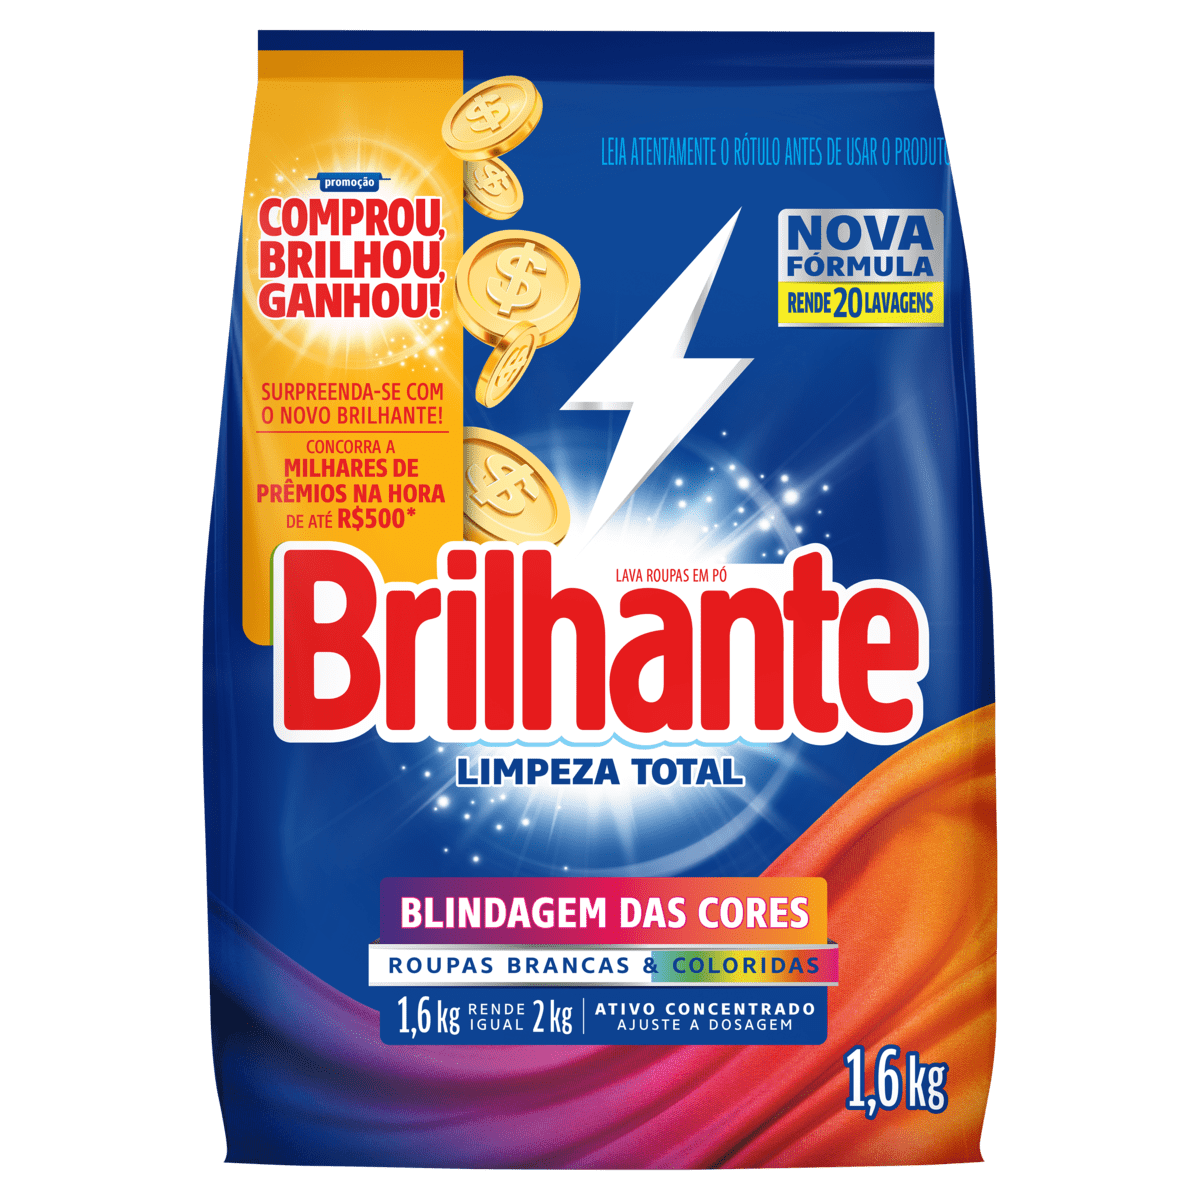 LEIA ATENTAMENTE O RÓTULO ANTES DE USAR O PRODUTO
promoção
COMPROU,
BRILHOU,
GANHOU!
SURPREENDA-SE COM
O NOVO BRILHANTE!
CONCORRA A
MILHARES DE
PRÊMIOS NA HORA
DE ATÉ R$500*
NOVA
FÓRMULA
RENDE 20 LAVAGENS
LAVA ROUPAS EM PÓ
Brilhante
LIMPEZA TOTAL
BLINDAGEM DAS CORES
ROUPAS BRANCAS & COLORIDAS
1,6 kg RENDE IGUAL 2 kg
ATIVO CONCENTRADO
AJUSTE A DOSAGEM
1,6 kg